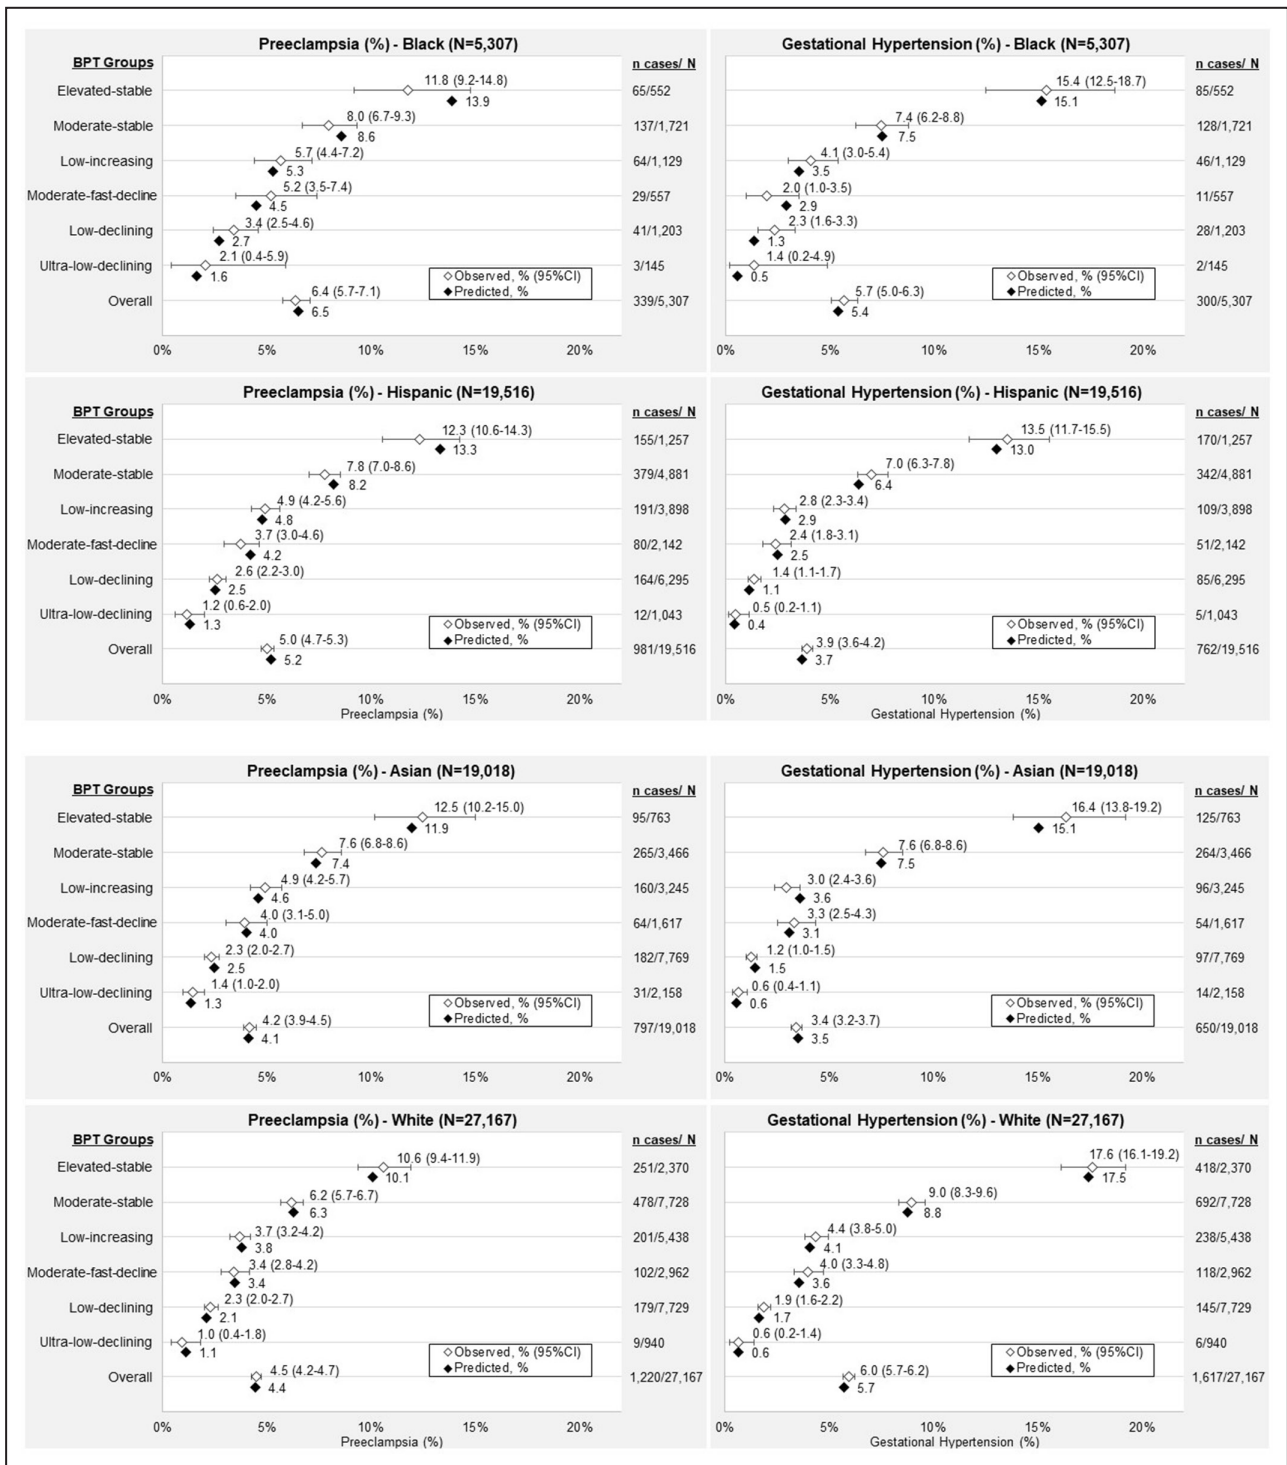 Preeclampsia (%) - Black (N=5,307)
BPT Groups
n cases/ N
Elevated-stable 11.8 (9.2-14.8) 13.9 65/552
Moderate-stable 8.0 (6.7-9.3) 8.6 137/1,721
Low-increasing 5.7 (4.4-7.2) 5.3 64/1,129
Moderate-fast-decline 5.2 (3.5-7.4) 4.5 29/557
Low-declining 3.4 (2.5-4.6) 2.7 41/1,203
Ultra-low-declining 2.1 (0.4-5.9) 1.6 3/145
Overall 6.4 (5.7-7.1) 6.5 339/5,307
Observed, % (95%CI)
Predicted, %
0% 5% 10% 15% 20%
Gestational Hypertension (%) - Black (N=5,307)
n cases/ N
15.4 (12.5-18.7) 15.1 85/552
7.4 (6.2-8.8) 7.5 128/1,721
4.1 (3.0-5.4) 3.5 46/1,129
2.0 (1.0-3.5) 2.9 11/557
2.3 (1.6-3.3) 1.3 28/1,203
1.4 (0.2-4.9) 0.5 2/145
5.7 (5.0-6.3) 5.4 300/5,307
Observed, % (95%CI)
Predicted, %
0% 5% 10% 15% 20%
Preeclampsia (%) - Hispanic (N=19,516)
BPT Groups
n cases/ N
Elevated-stable 12.3 (10.6-14.3) 13.3 155/1,257
Moderate-stable 7.8 (7.0-8.6) 8.2 379/4,881
Low-increasing 4.9 (4.2-5.6) 4.8 191/3,898
Moderate-fast-decline 3.7 (3.0-4.6) 4.2 80/2,142
Low-declining 2.6 (2.2-3.0) 2.5 164/6,295
Ultra-low-declining 1.2 (0.6-2.0) 1.3 12/1,043
Overall 5.0 (4.7-5.3) 5.2 981/19,516
Observed, % (95%CI)
Predicted, %
0% 5% 10% 15% 20%
Preeclampsia (%)
Gestational Hypertension (%) - Hispanic (N=19,516)
n cases/ N
13.5 (11.7-15.5) 13.0 170/1,257
7.0 (6.3-7.8) 6.4 342/4,881
2.8 (2.3-3.4) 2.9 109/3,898
2.4 (1.8-3.1) 2.5 51/2,142
1.4 (1.1-1.7) 1.1 85/6,295
0.5 (0.2-1.1) 0.4 5/1,043
3.9 (3.6-4.2) 3.7 762/19,516
Observed, % (95%CI)
Predicted, %
0% 5% 10% 15% 20%
Gestational Hypertension (%)
Preeclampsia (%) - Asian (N=19,018)
BPT Groups
n cases/ N
Elevated-stable 12.5 (10.2-15.0) 11.9 95/763
Moderate-stable 7.6 (6.8-8.6) 7.4 265/3,466
Low-increasing 4.9 (4.2-5.7) 4.6 160/3,245
Moderate-fast-decline 4.0 (3.1-5.0) 4.0 64/1,617
Low-declining 2.3 (2.0-2.7) 2.5 182/7,769
Ultra-low-declining 1.4 (1.0-2.0) 1.3 31/2,158
Overall 4.2 (3.9-4.5) 4.1 797/19,018
Observed, % (95%CI)
Predicted, %
0% 5% 10% 15% 20%
Gestational Hypertension (%) - Asian (N=19,018)
n cases/ N
16.4 (13.8-19.2) 15.1 125/763
7.6 (6.8-8.6) 7.5 264/3,466
3.0 (2.4-3.6) 3.6 96/3,245
3.3 (2.5-4.3) 3.1 54/1,617
1.2 (1.0-1.5) 1.5 97/7,769
0.6 (0.4-1.1) 0.6 14/2,158
3.4 (3.2-3.7) 3.5 650/19,018
Observed, % (95%CI)
Predicted, %
0% 5% 10% 15% 20%
Preeclampsia (%) - White (N=27,167)
BPT Groups
n cases/ N
Elevated-stable 10.6 (9.4-11.9) 10.1 251/2,370
Moderate-stable 6.2 (5.7-6.7) 6.3 478/7,728
Low-increasing 3.7 (3.2-4.2) 3.8 201/5,438
Moderate-fast-decline 3.4 (2.8-4.2) 3.4 102/2,962
Low-declining 2.3 (2.0-2.7) 2.1 179/7,729
Ultra-low-declining 1.0 (0.4-1.8) 1.1 9/940
Overall 4.5 (4.2-4.7) 4.4 1,220/27,167
Observed, % (95%CI)
Predicted, %
0% 5% 10% 15% 20%
Preeclampsia (%)
Gestational Hypertension (%) - White (N=27,167)
n cases/ N
17.6 (16.1-19.2) 17.5 418/2,370
9.0 (8.3-9.6) 8.8 692/7,728
4.4 (3.8-5.0) 4.1 238/5,438
4.0 (3.3-4.8) 3.6 118/2,962
1.9 (1.6-2.2) 1.7 145/7,729
0.6 (0.2-1.4) 0.6 6/940
6.0 (5.7-6.2) 5.7 1,617/27,167
Observed, % (95%CI)
Predicted, %
0% 5% 10% 15% 20%
Gestational Hypertension (%)